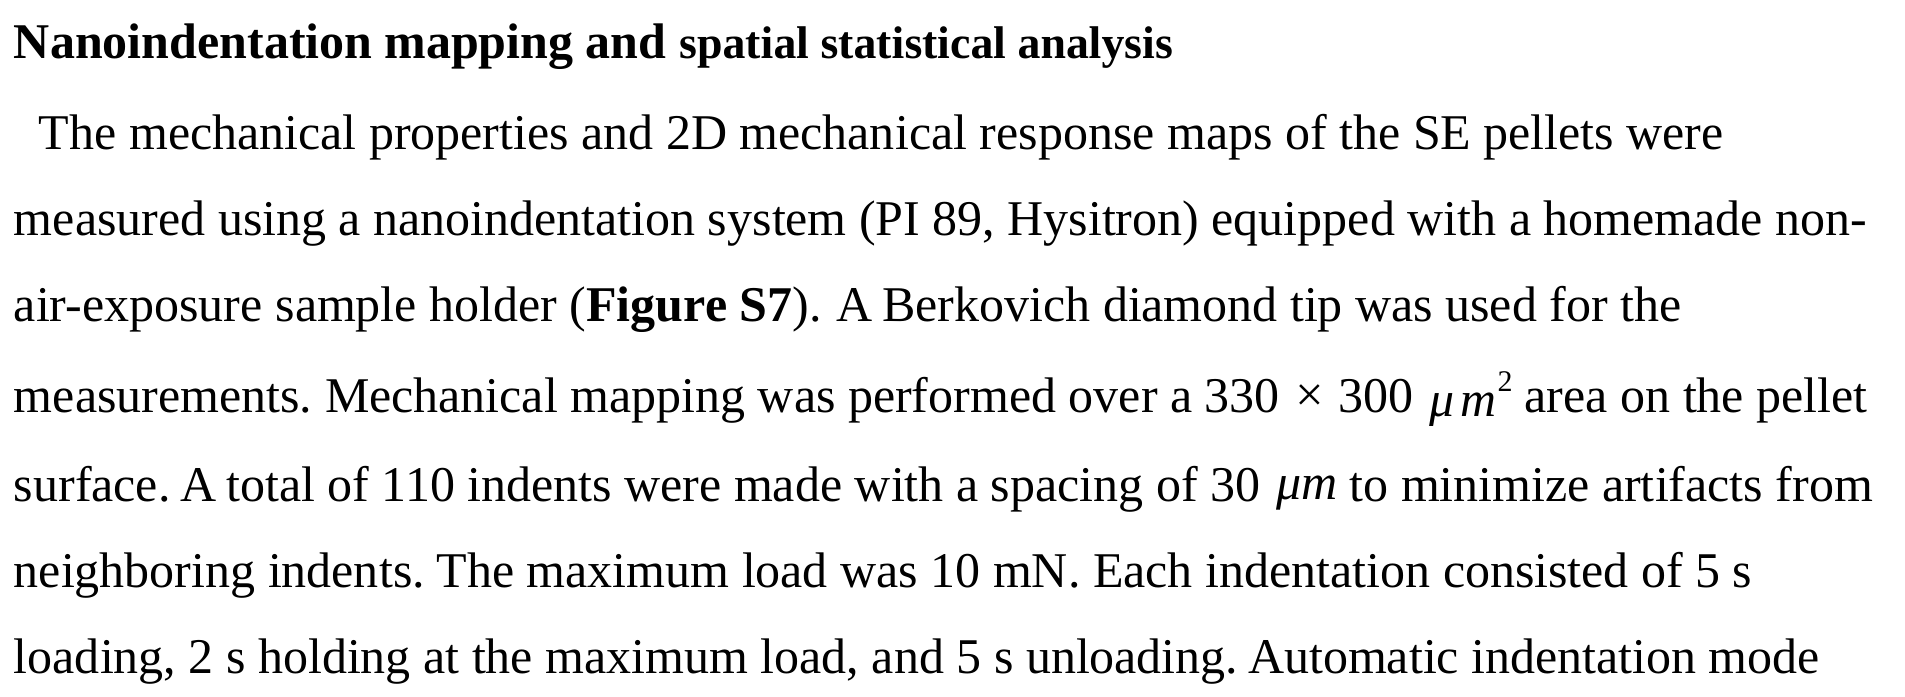 Nanoindentation mapping and spatial statistical analysis
The mechanical properties and 2D mechanical response maps of the SE pellets were
measured using a nanoindentation system (PI 89, Hysitron) equipped with a homemade non-
air-exposure sample holder (Figure S7). A Berkovich diamond tip was used for the
measurements. Mechanical mapping was performed over a 330 × 300 μm² area on the pellet
surface. A total of 110 indents were made with a spacing of 30 μm to minimize artifacts from
neighboring indents. The maximum load was 10 mN. Each indentation consisted of 5 s
loading, 2 s holding at the maximum load, and 5 s unloading. Automatic indentation mode